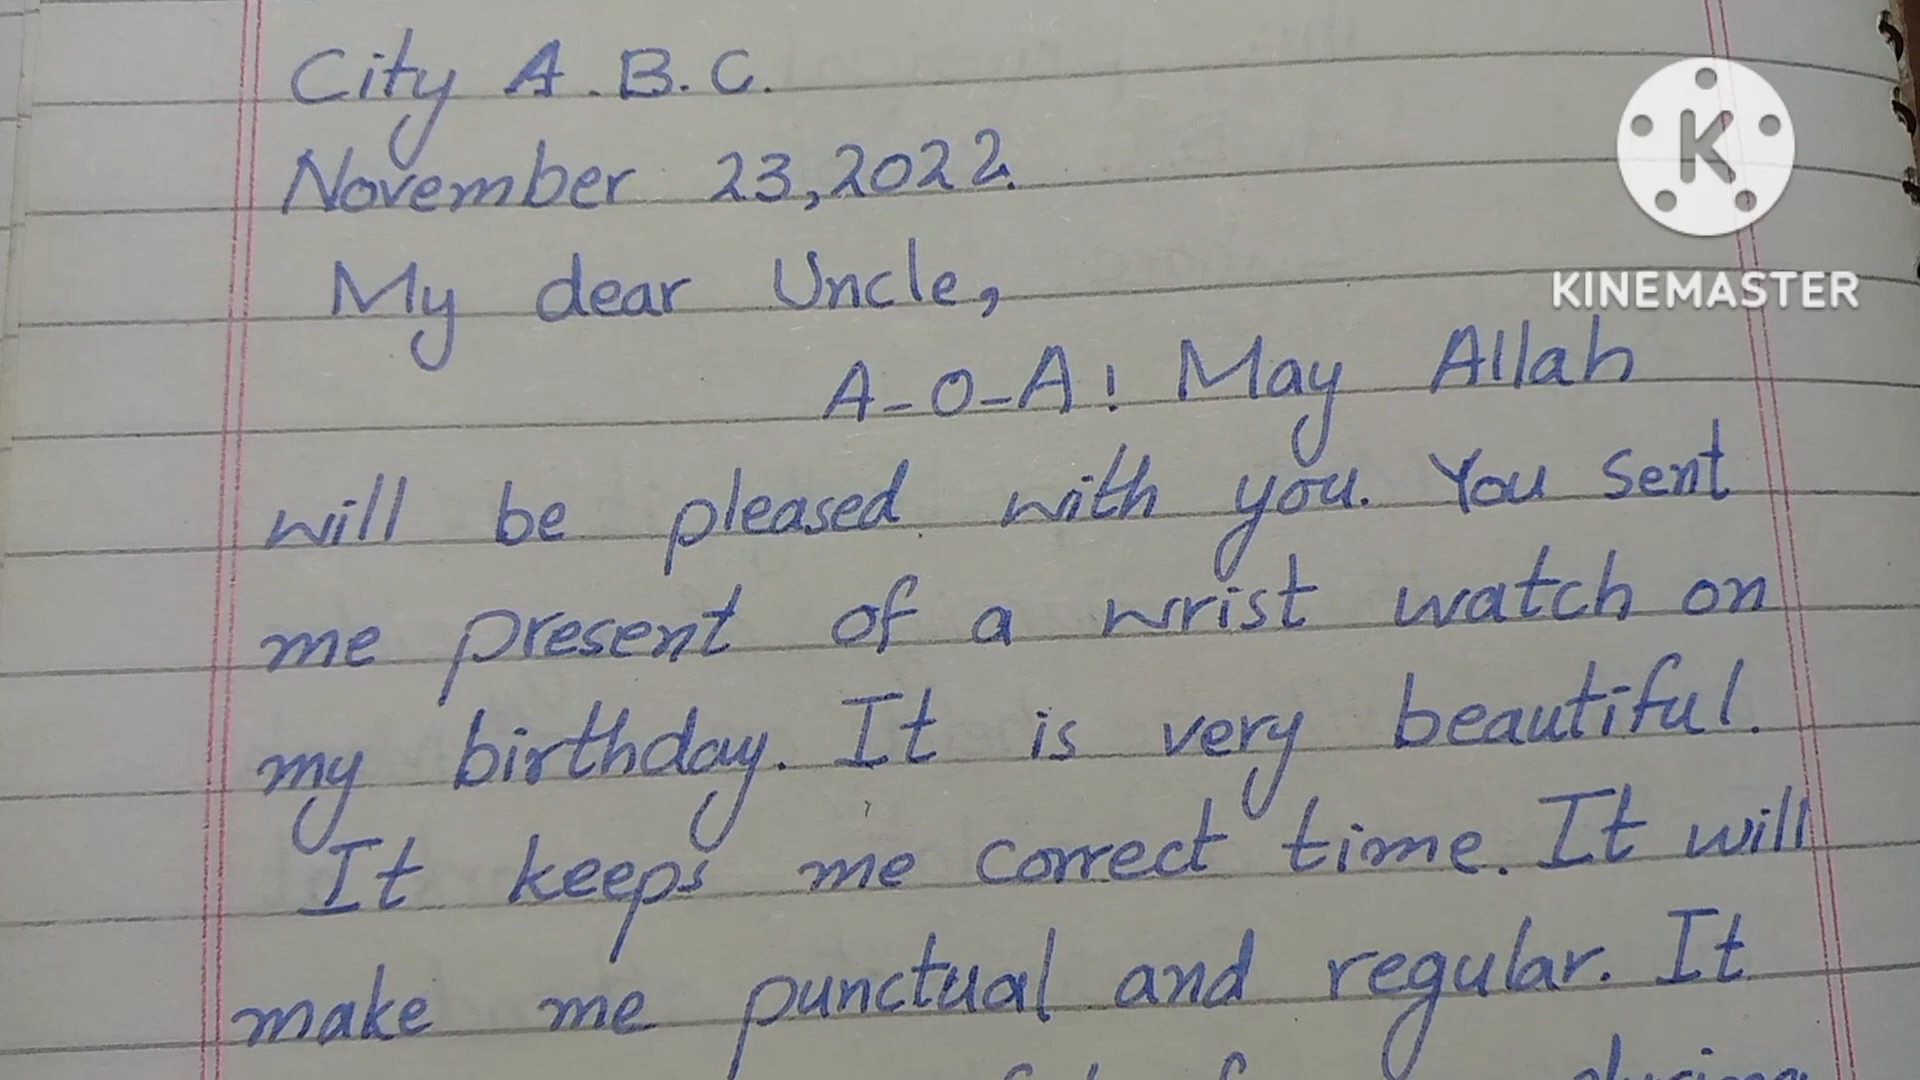 City A.B.C.
November 23,2022.
My dear Uncle,
A-O-A! May Allah
will be pleased with you. You sent
me present of a wrist watch on
my birthday. It is very beautiful.
It keeps me correct time. It will
make me punctual and regular. It
during
K
KINEMASTER